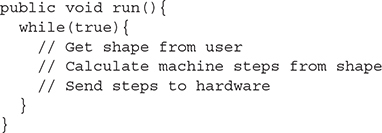 public void run(){
  while(true){
    // Get shape from user
    // Calculate machine steps from shape
    // Send steps to hardware
  }
}